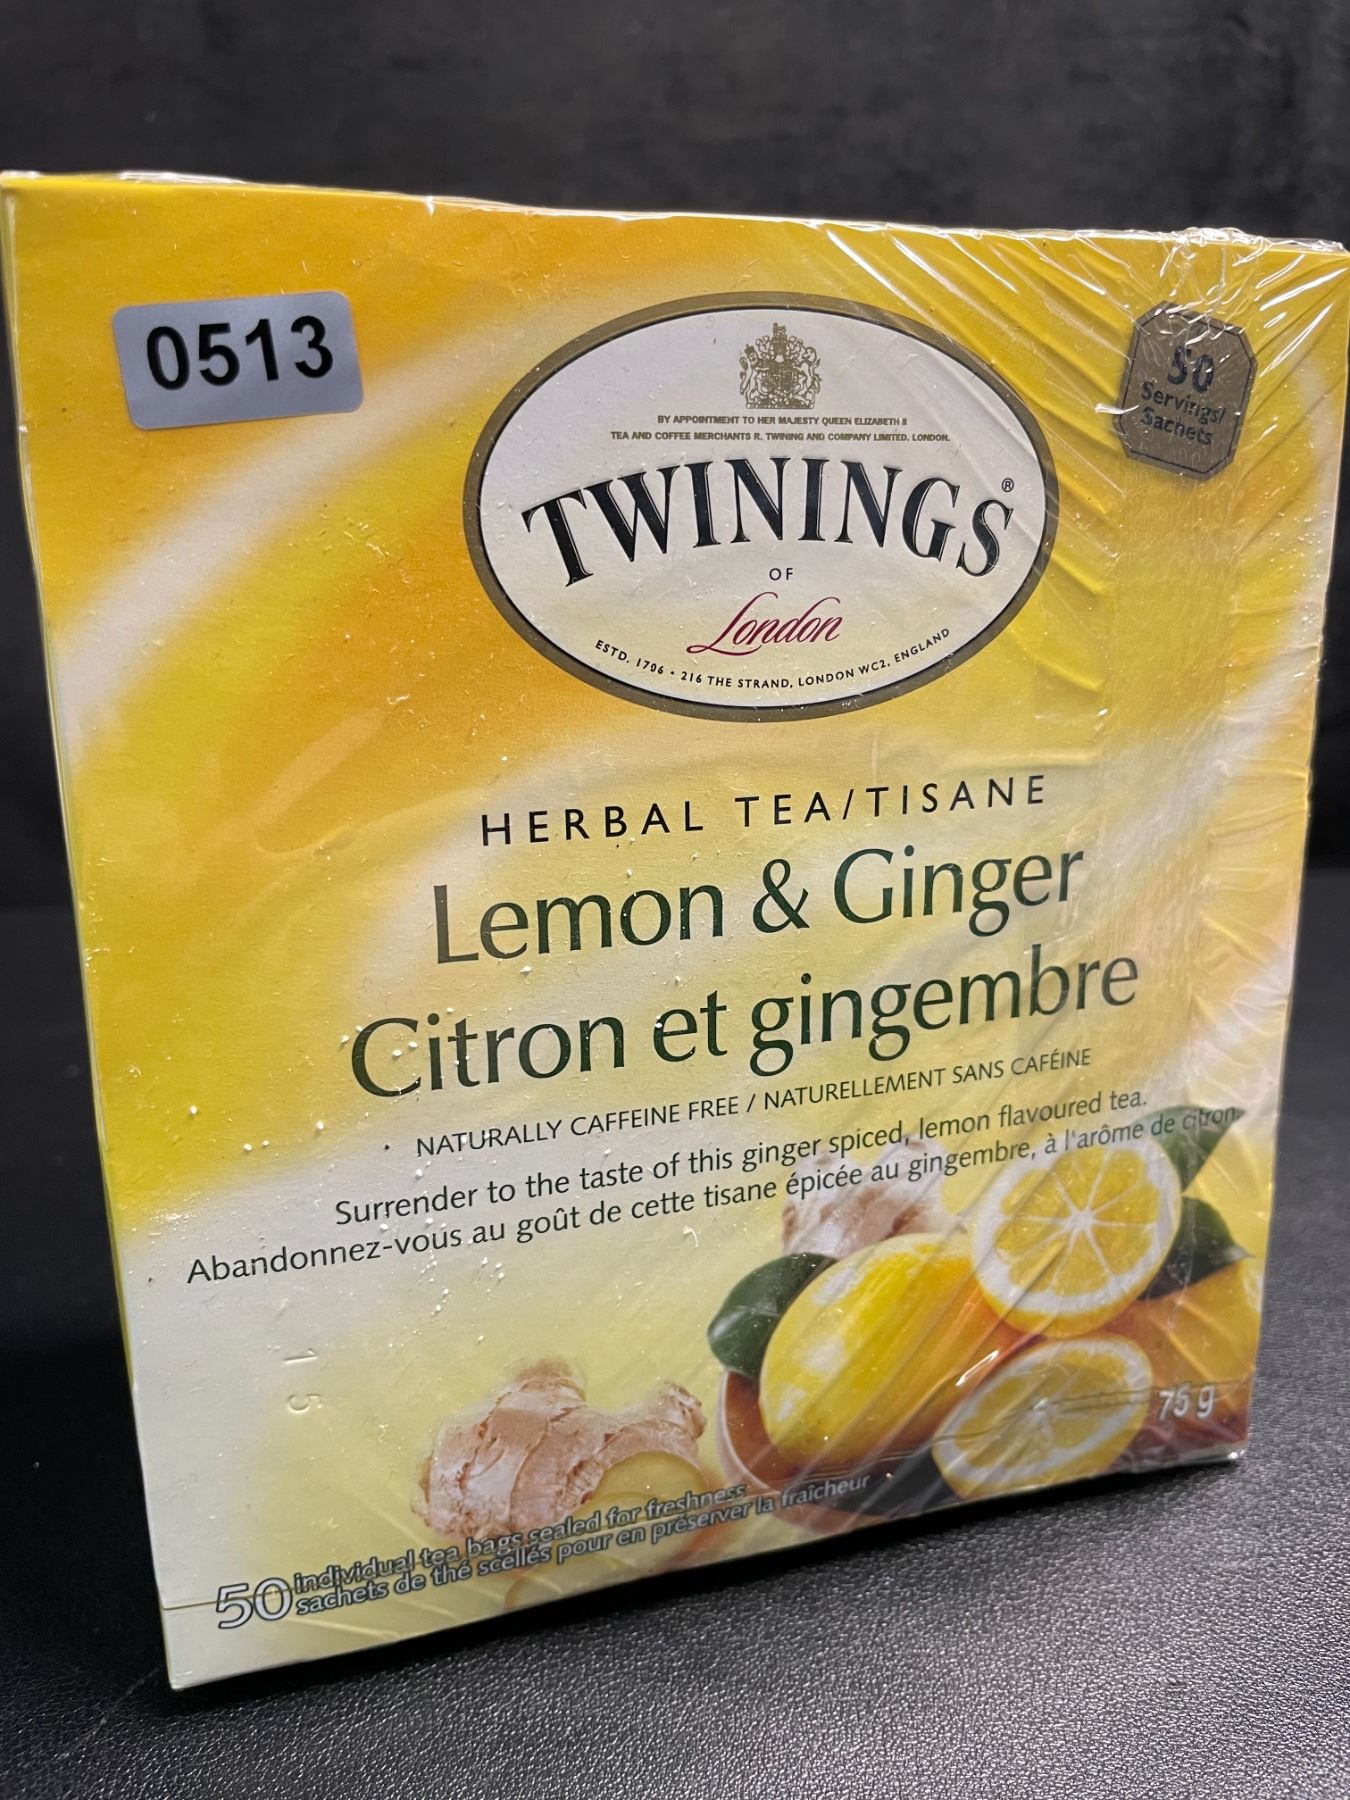 0513
50
Servings/
Sachets
BY APPOINTMENT TO HER MAJESTY QUEEN ELIZABETH II
TEA AND COFFEE MERCHANTS R. TWINING AND COMPANY LIMITED. LONDON.
TWININGS®
OF
London
ESTD. 1706 • 216 THE STRAND, LONDON WC2, ENGLAND
HERBAL TEA/TISANE
Lemon & Ginger
Citron et gingembre
NATURALLY CAFFEINE FREE / NATURELLEMENT SANS CAFÉINE
Surrender to the taste of this ginger spiced, lemon flavoured tea.
Abandonnez-vous au goût de cette tisane épicée au gingembre, à l'arôme de citron.
1 5
75 g
50 individual tea bags sealed for freshness
sachets de thé scellés pour en préserver la fraîcheur